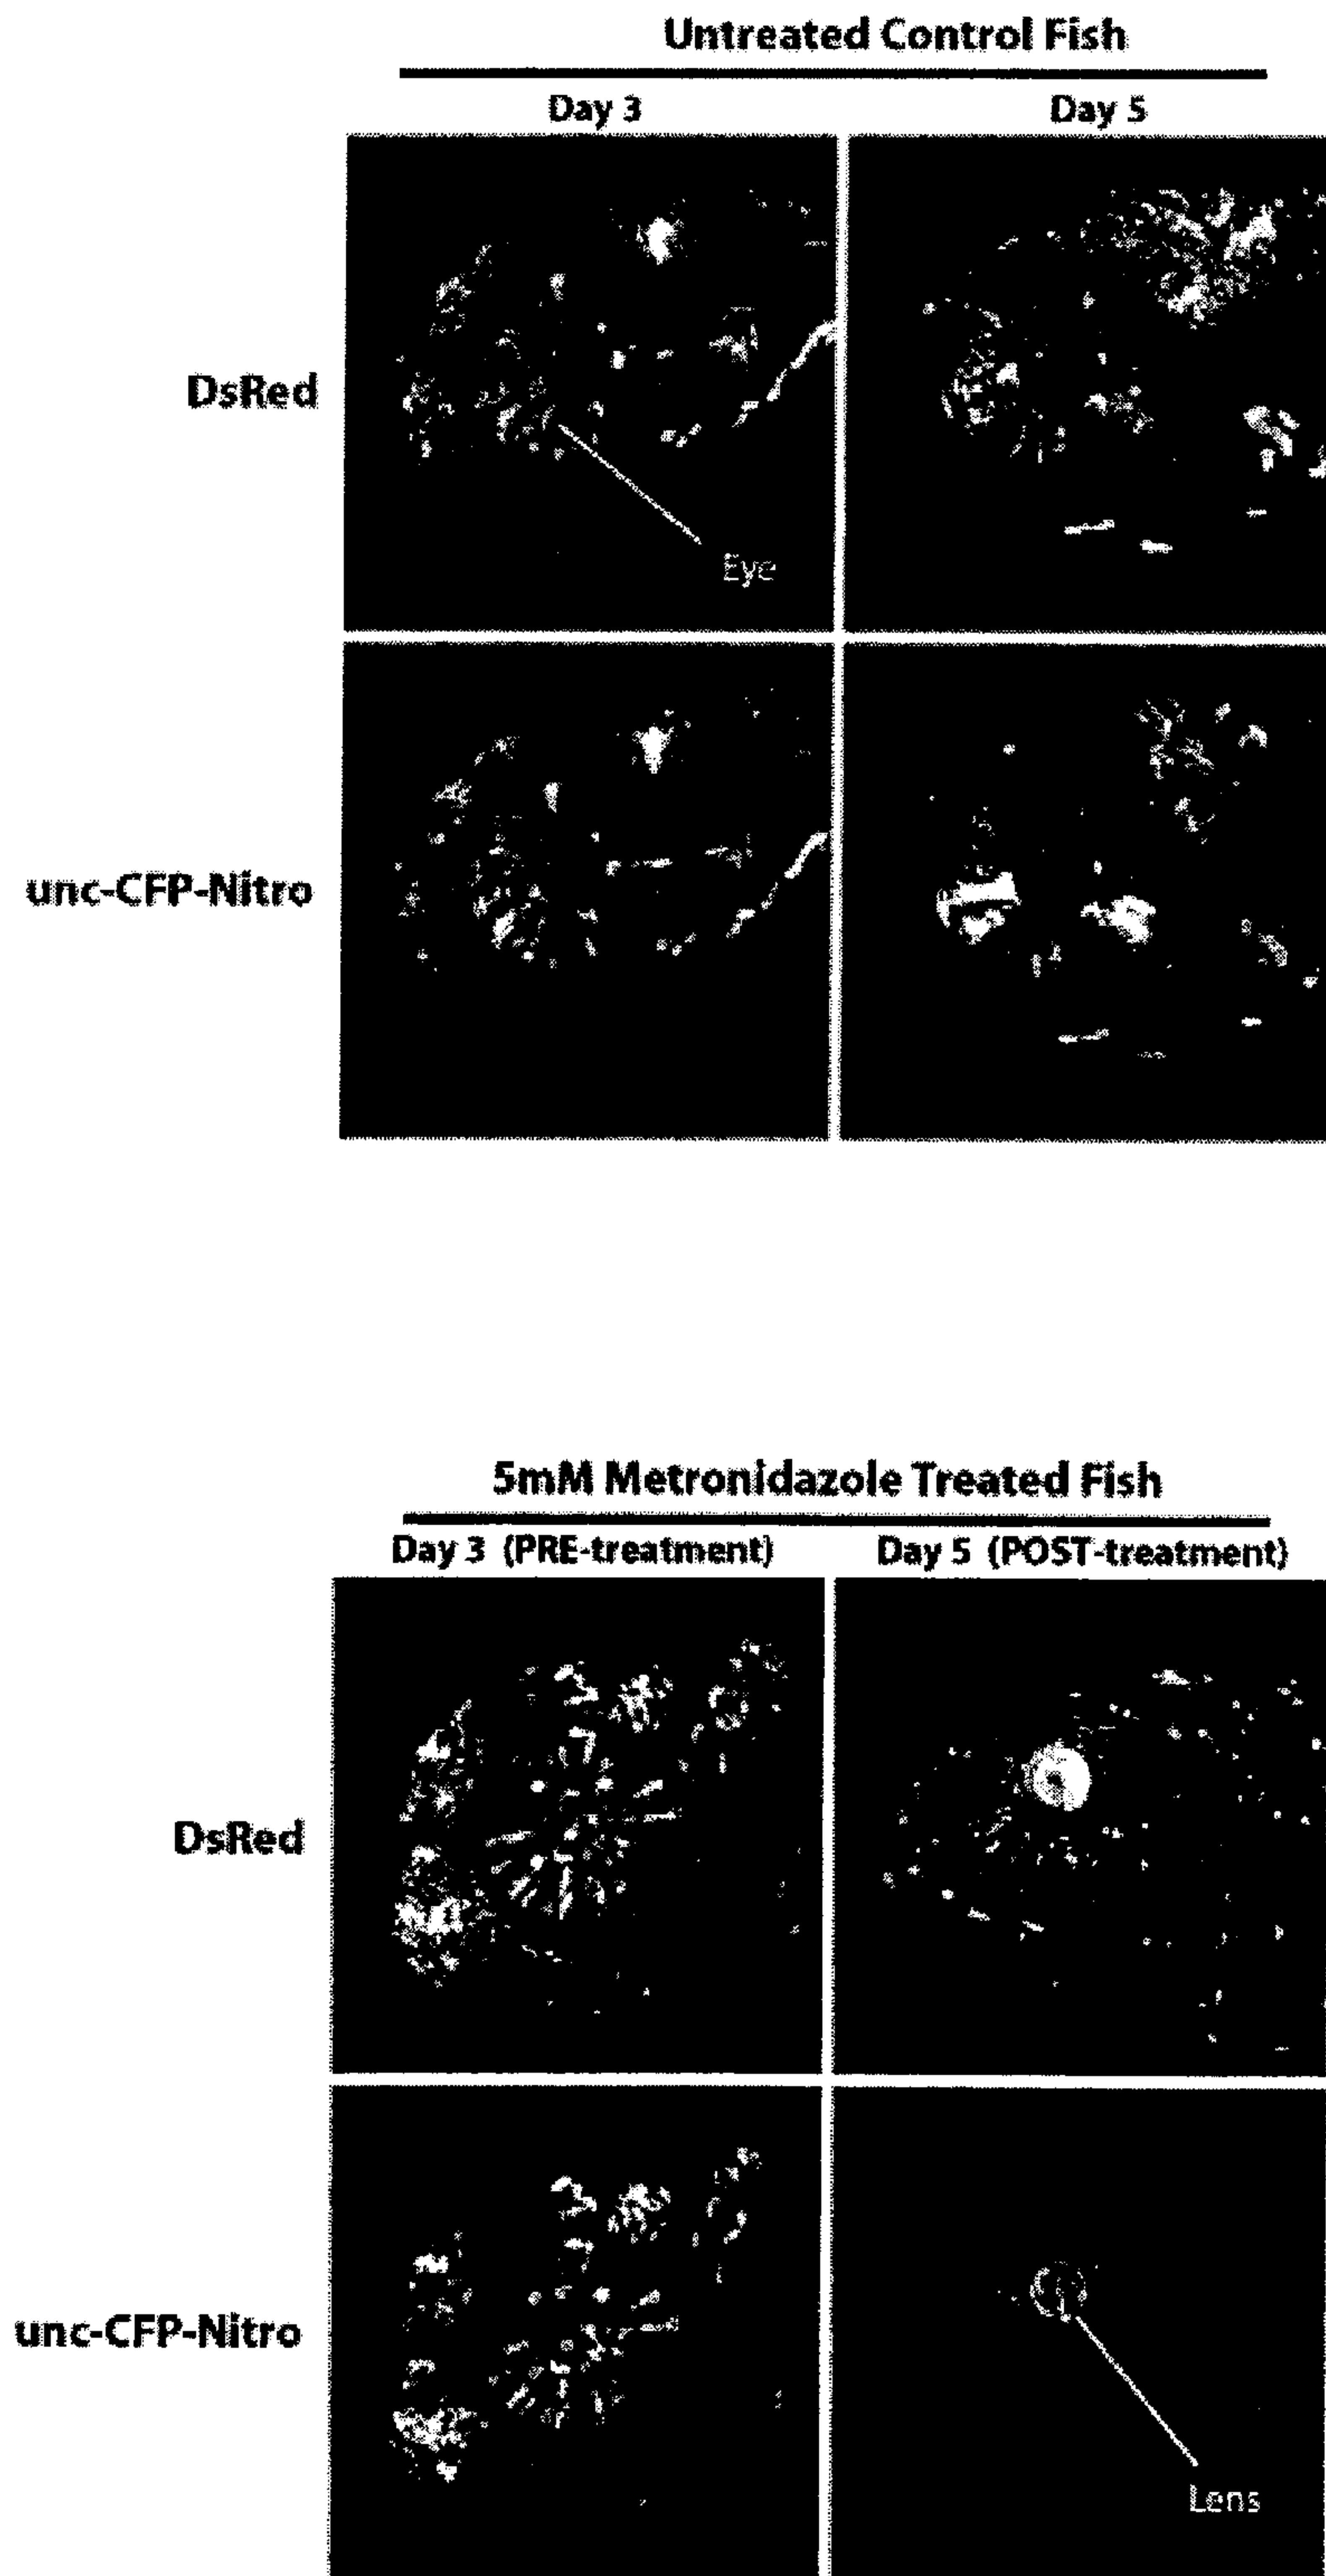 Untreated Control Fish
Day 3 Day 5
DsRed
Eye
unc-CFP-Nitro
5mM Metronidazole Treated Fish
Day 3 (PRE-treatment) Day 5 (POST-treatment)
DsRed
unc-CFP-Nitro
Lens